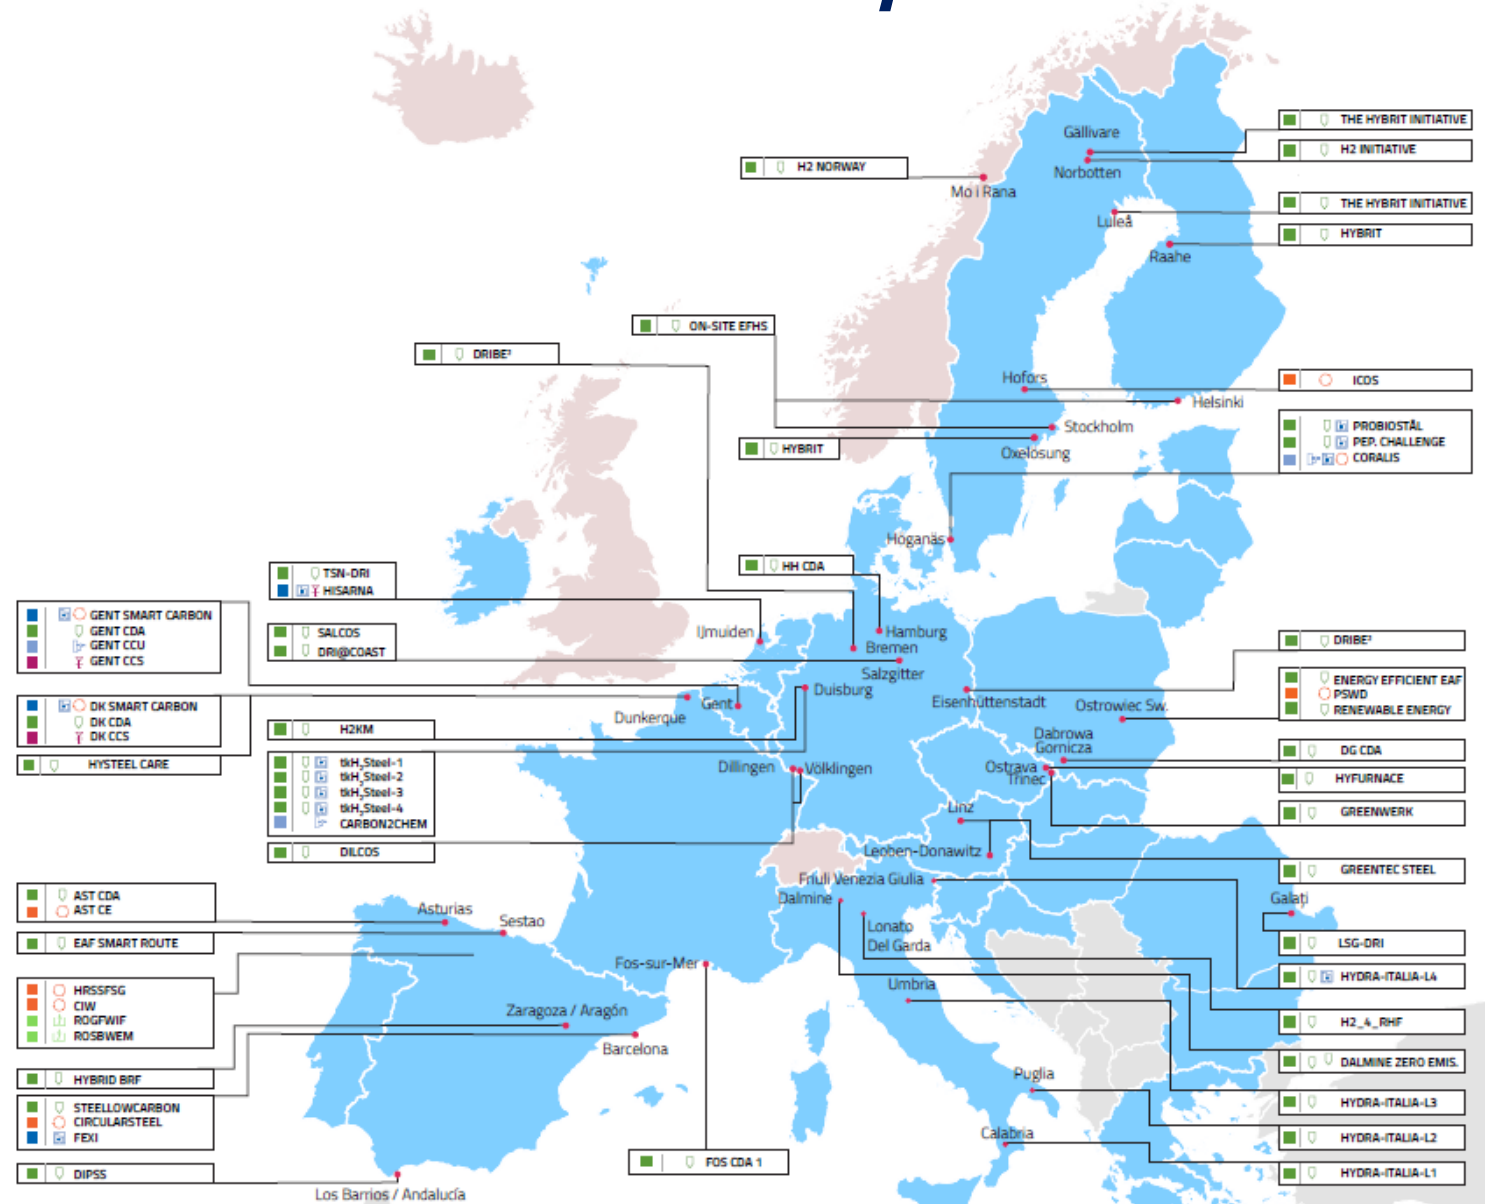 Gällivare
THE HYBRIT INITIATIVE
H2 INITIATIVE
Norbotten
H2 NORWAY
Mo i Rana
THE HYBRIT INITIATIVE
Luleå
HYBRIT
Raahe
ON-SITE EFHS
DRIBE²
Hofors
ICOS
Helsinki
Stockholm
PROBIOSTÅL
PEP. CHALLENGE
CORALIS
HYBRIT
Oxelösung
Hoganäs
HH CDA
TSN-DRI
HISARNA
GENT SMART CARBON
GENT CDA
GENT CCU
GENT CCS
IJmuiden
SALCOS
DRI@COAST
Hamburg
Bremen
Salzgitter
DRIBE²
Duisburg
Eisenhüttenstadt
Ostrowiec Sw.
ENERGY EFFICIENT EAF
PSWD
RENEWABLE ENERGY
DK SMART CARBON
DK CDA
DK CCS
Dunkerque
Gent
H2KM
Dabrowa
Gornicza
DG CDA
HYSTEEL CARE
tkH₂Steel-1
tkH₂Steel-2
tkH₂Steel-3
tkH₂Steel-4
CARBON2CHEM
Dillingen
Völklingen
Ostrava
Trinec
HYFURNACE
GREENWERK
Linz
DILCOS
Leoben-Donawitz
GREENTEC STEEL
Friuli Venezia Giulia
Dalmine
AST CDA
AST CE
Asturias
Sestao
Galați
Lonato
Del Garda
EAF SMART ROUTE
LSG-DRI
Fos-sur-Mer
HYDRA-ITALIA-L4
HRSSFSG
CIW
ROGFWIF
ROSBWEM
Umbria
Zaragoza / Aragón
H2_4_RHF
Barcelona
DALMINE ZERO EMIS.
HYBRID BRF
Puglia
STEELLOWCARBON
CIRCULARSTEEL
FEXI
HYDRA-ITALIA-L3
Calabria
HYDRA-ITALIA-L2
FOS CDA 1
DIPSS
HYDRA-ITALIA-L1
Los Barrios / Andalucía